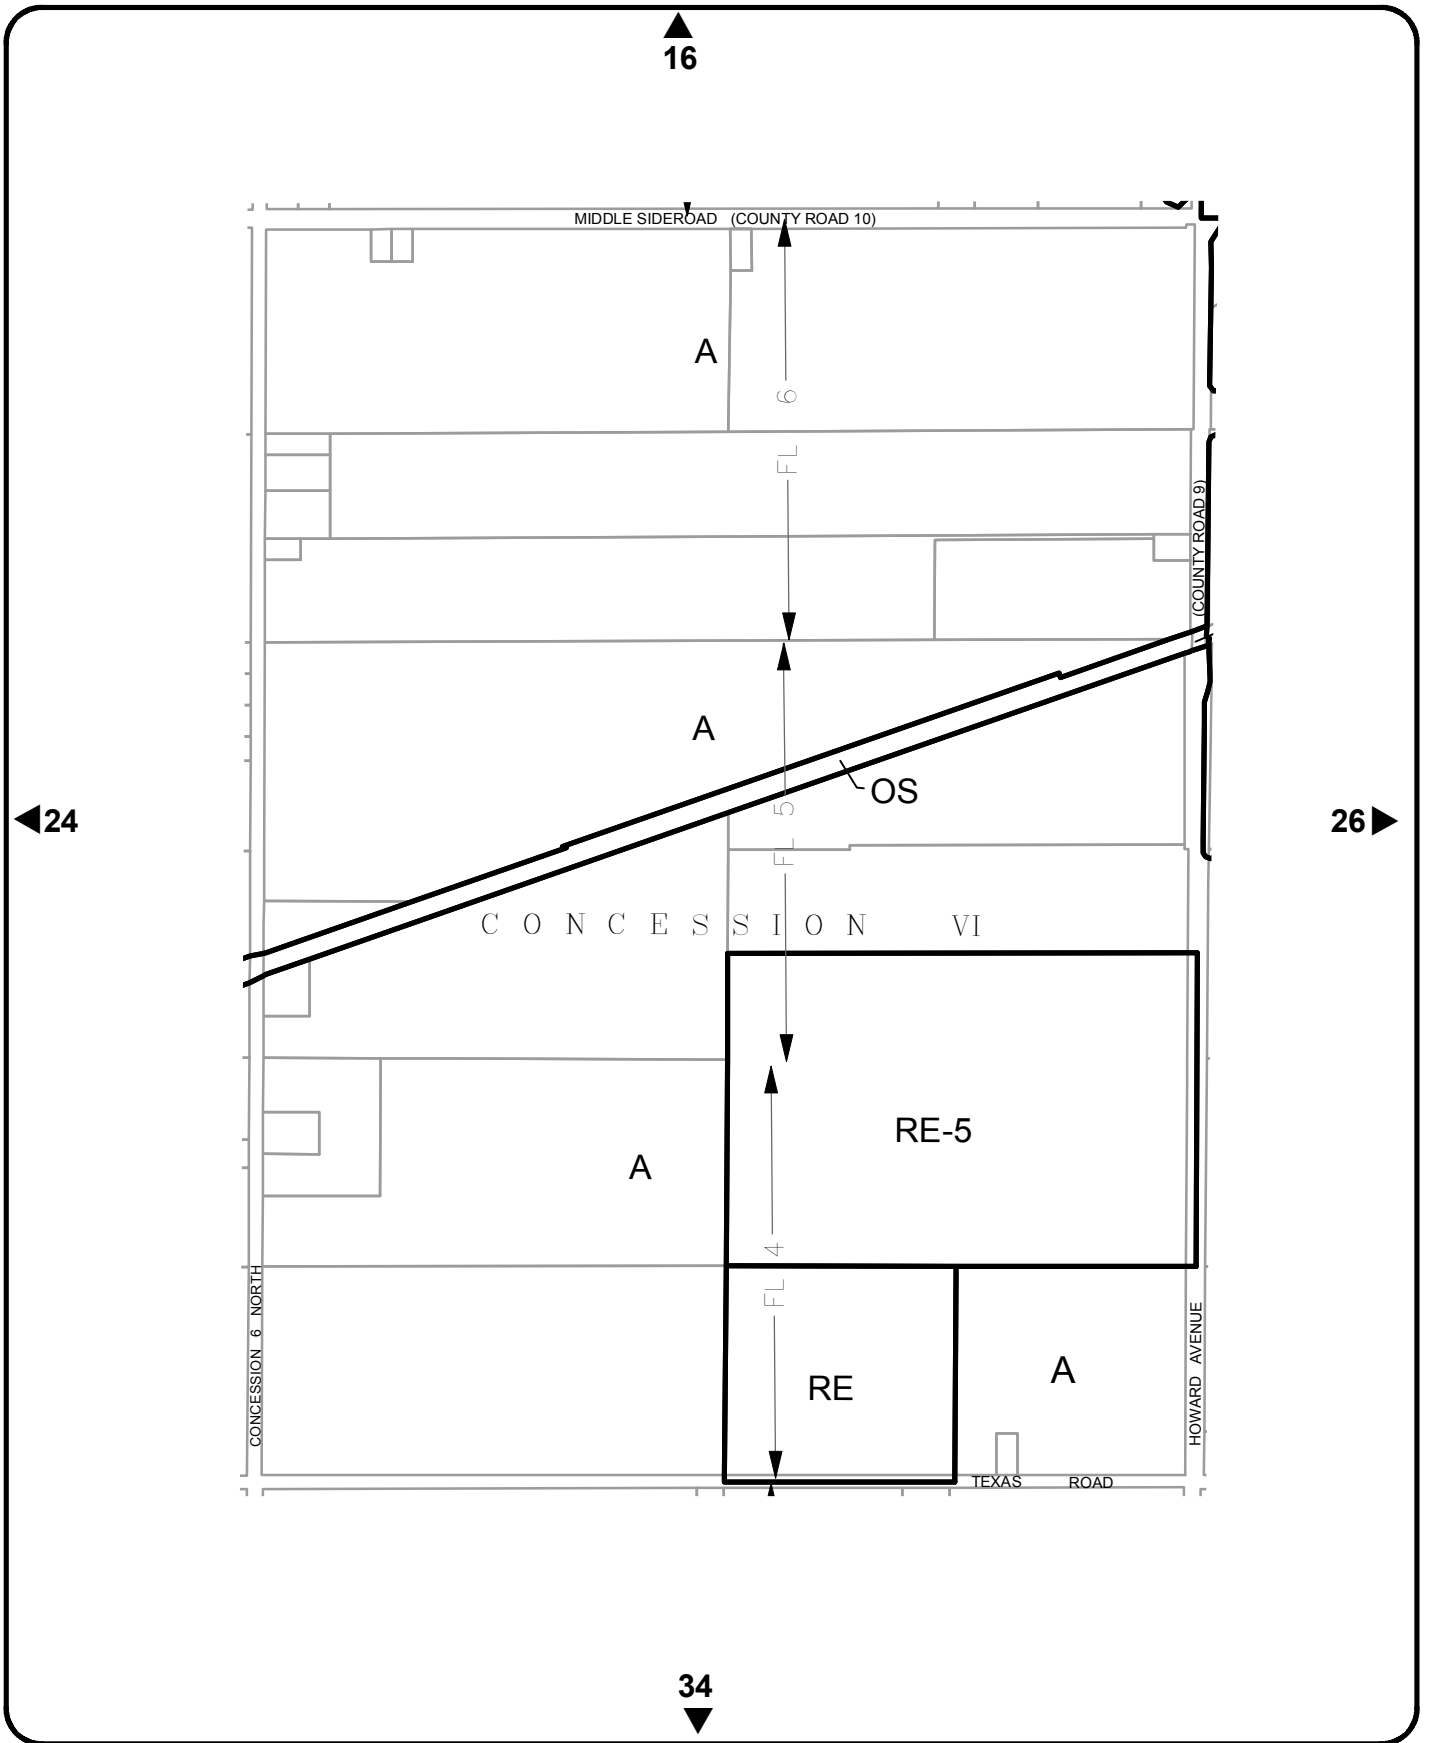 16
MIDDLE SIDEROAD (COUNTY ROAD 10)
A
FL 6
(COUNTY ROAD 9)
A
OS
24
FL 5
26
CONCESSION VI
RE-5
A
FL 4
CONCESSION 6 NORTH
HOWARD AVENUE
RE
A
TEXAS ROAD
34